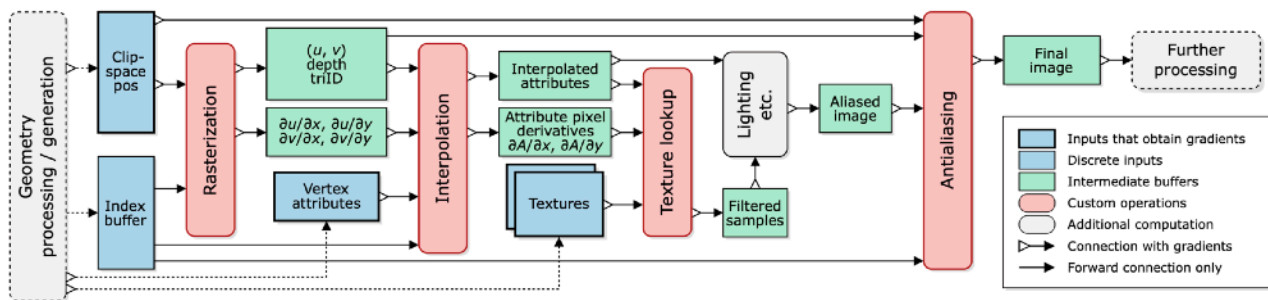 Geometry
processing / generation
Clip-
space
pos
Index
buffer
Rasterization
(u, v)
depth
triID
∂u/∂x, ∂u/∂y
∂v/∂x, ∂v/∂y
Vertex
attributes
Interpolation
Interpolated
attributes
Attribute pixel
derivatives
∂A/∂x, ∂A/∂y
Textures
Texture lookup
Lighting
etc.
Filtered
samples
Aliased
image
Antialiasing
Final
image
Further
processing
Inputs that obtain gradients
Discrete inputs
Intermediate buffers
Custom operations
Additional computation
Connection with gradients
Forward connection only